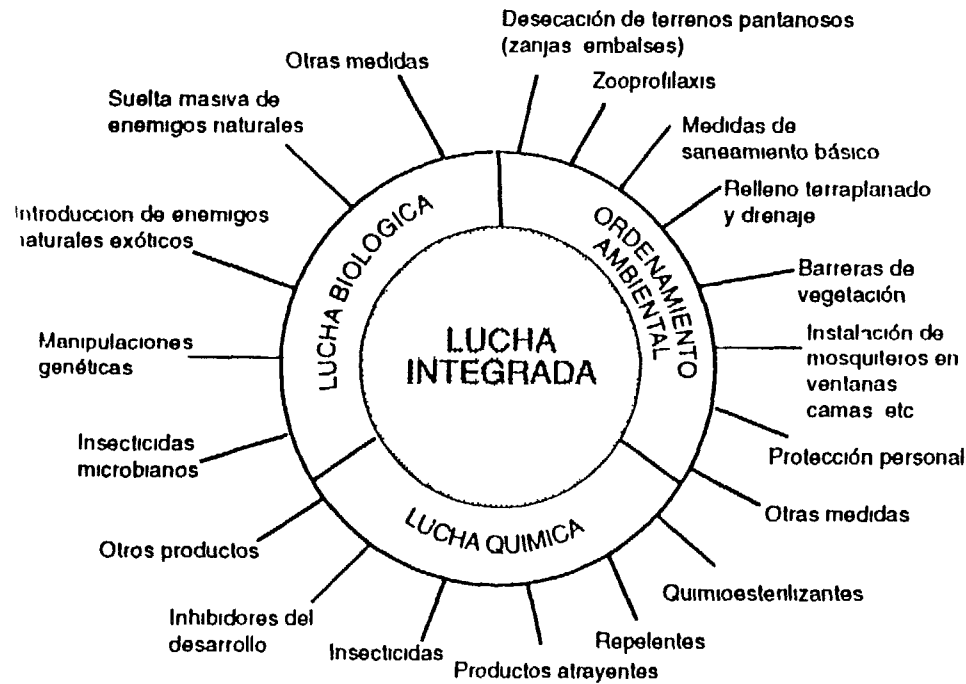 Desecación de terrenos pantanosos
(zanjas embalses)
Zooprofilaxis
Medidas de
saneamiento básico
Relleno terraplanado
y drenaje
Barreras de
vegetación
Instalación de
mosquiteros en
ventanas
camas etc
Protección personal
Otras medidas
Quimioesterilizantes
Repelentes
Productos atrayentes
Insecticidas
Inhibidores del
desarrollo
Otros productos
Insecticidas
microbianos
Manipulaciones
genéticas
Introduccion de enemigos
naturales exóticos
Suelta masiva de
enemigos naturales
Otras medidas
LUCHA BIOLOGICA
ORDENAMIENTO
AMBIENTAL
LUCHA QUIMICA
LUCHA
INTEGRADA